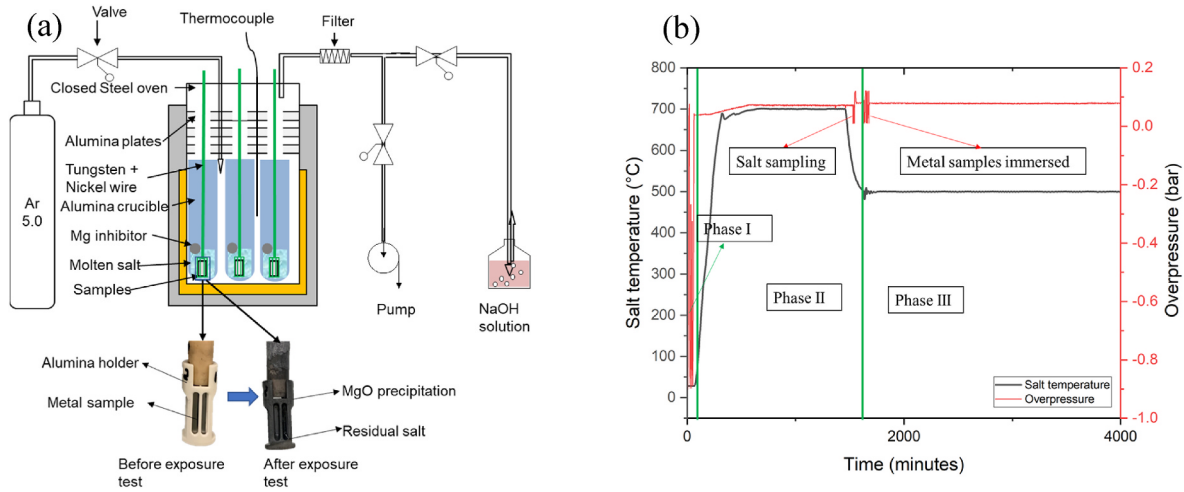 (a)
Valve
Thermocouple
Filter
Closed Steel oven
Alumina plates
Tungsten +
Nickel wire
Alumina crucible
Ar
5.0
Mg inhibitor
Molten salt
Samples
Pump
NaOH
solution
Alumina holder
Metal sample
MgO precipitation
Residual salt
Before exposure
test
After exposure
test
(b)
800
700
600
500
400
300
200
100
0
Salt temperature (°C)
0.2
0.0
-0.2
-0.4
-0.6
-0.8
-1.0
Overpressure (bar)
Salt sampling
Metal samples immersed
Phase I
Phase II
Phase III
Salt temperature
Overpressure
0
2000
4000
Time (minutes)